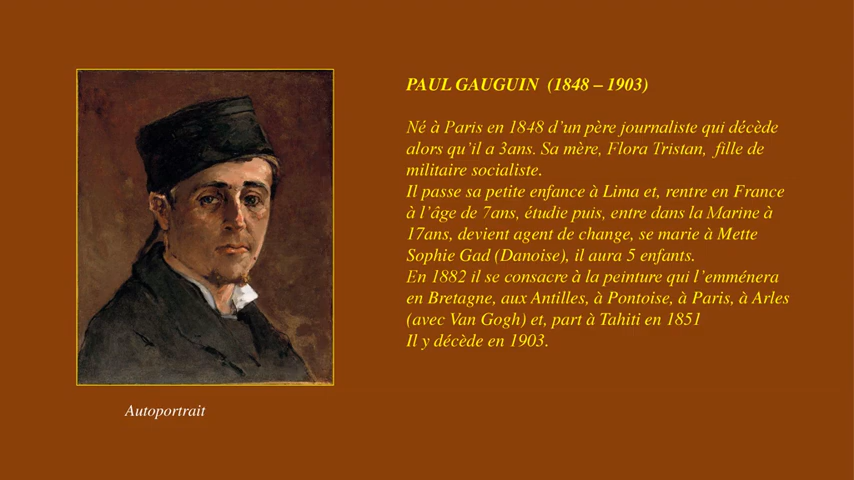 PAUL GAUGUIN (1848 – 1903)
Né à Paris en 1848 d'un père journaliste qui décède
alors qu'il a 3ans. Sa mère, Flora Tristan, fille de
militaire socialiste.
Il passe sa petite enfance à Lima et, rentre en France
à l'âge de 7ans, étudie puis, entre dans la Marine à
17ans, devient agent de change, se marie à Mette
Sophie Gad (Danoise), il aura 5 enfants.
En 1882 il se consacre à la peinture qui l'emménera
en Bretagne, aux Antilles, à Pontoise, à Paris, à Arles
(avec Van Gogh) et, part à Tahiti en 1851
Il y décède en 1903.
Autoportrait